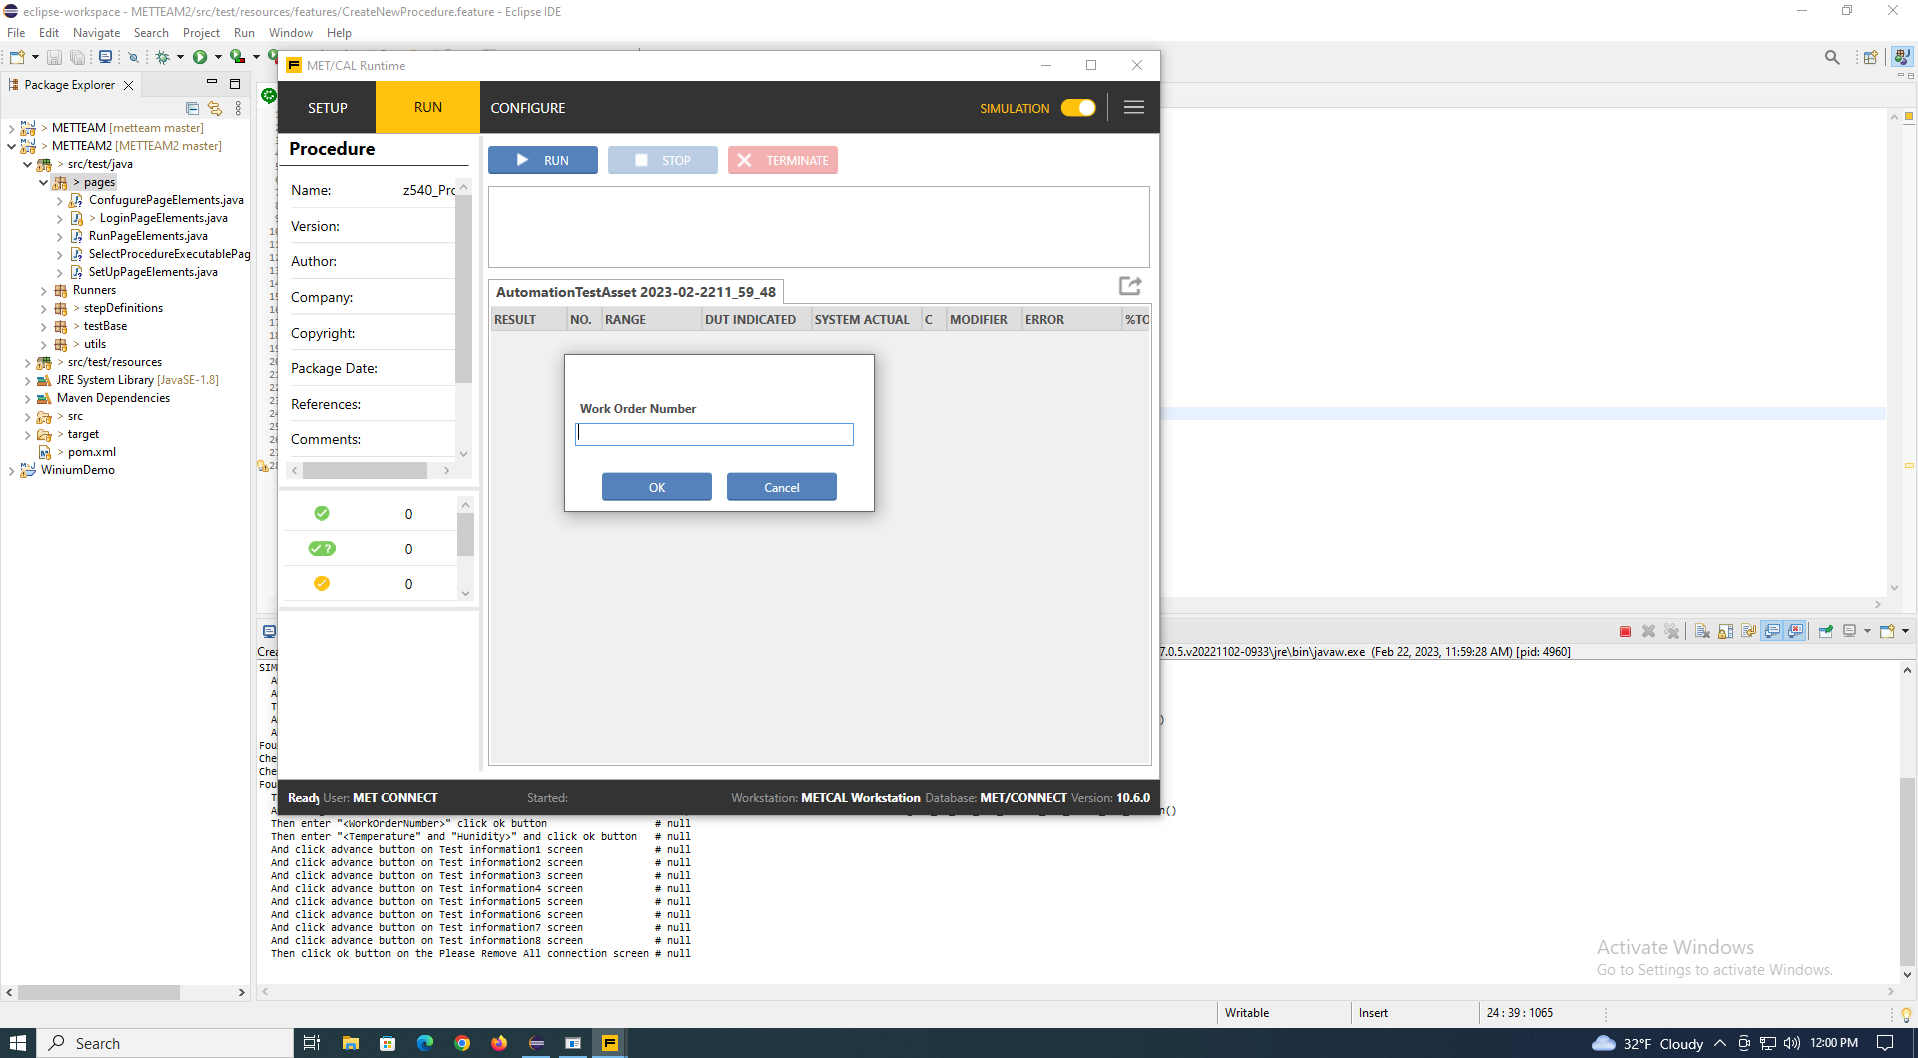 eclipse-workspace - METTEAM2/src/test/resources/features/CreateNewProcedure.feature - Eclipse IDE
File Edit Navigate Search Project Run Window Help
Package Explorer
> METTEAM [metteam master]
> METTEAM2 [METTEAM2 master]
> src/test/java
> pages
ConfugurePageElements.java
> LoginPageElements.java
RunPageElements.java
SelectProcedureExecutablePag
SetUpPageElements.java
Runners
> stepDefinitions
> testBase
> utils
> src/test/resources
JRE System Library [JavaSE-1.8]
Maven Dependencies
> src
> target
> pom.xml
WiniumDemo
MET/CAL Runtime
SETUP RUN CONFIGURE SIMULATION
Procedure
Name: z540_Pro
Version:
Author:
Company:
Copyright:
Package Date:
References:
Comments:
0
0
0
RUN STOP TERMINATE
AutomationTestAsset 2023-02-2211_59_48
RESULT NO. RANGE DUT INDICATED SYSTEM ACTUAL C MODIFIER ERROR %TO
Work Order Number
OK Cancel
Ready User: MET CONNECT Started: Workstation: METCAL Workstation Database: MET/CONNECT Version: 10.6.0
Crea
7.0.5.v20221102-0933\jre\bin\javaw.exe (Feb 22, 2023, 11:59:28 AM) [pid: 4960]
SIM
A
A
T
A )
A
Fou
Che
Che
Fou
T
A n()
Then enter "<WorkOrderNumber>" click ok button # null
Then enter "<Temperature" and "Hunidity>" and click ok button # null
And click advance button on Test information1 screen # null
And click advance button on Test information2 screen # null
And click advance button on Test information3 screen # null
And click advance button on Test information4 screen # null
And click advance button on Test information5 screen # null
And click advance button on Test information6 screen # null
And click advance button on Test information7 screen # null
And click advance button on Test information8 screen # null
Then click ok button on the Please Remove All connection screen # null
Activate Windows
Go to Settings to activate Windows.
Writable Insert 24 : 39 : 1065
Search
32°F Cloudy 12:00 PM